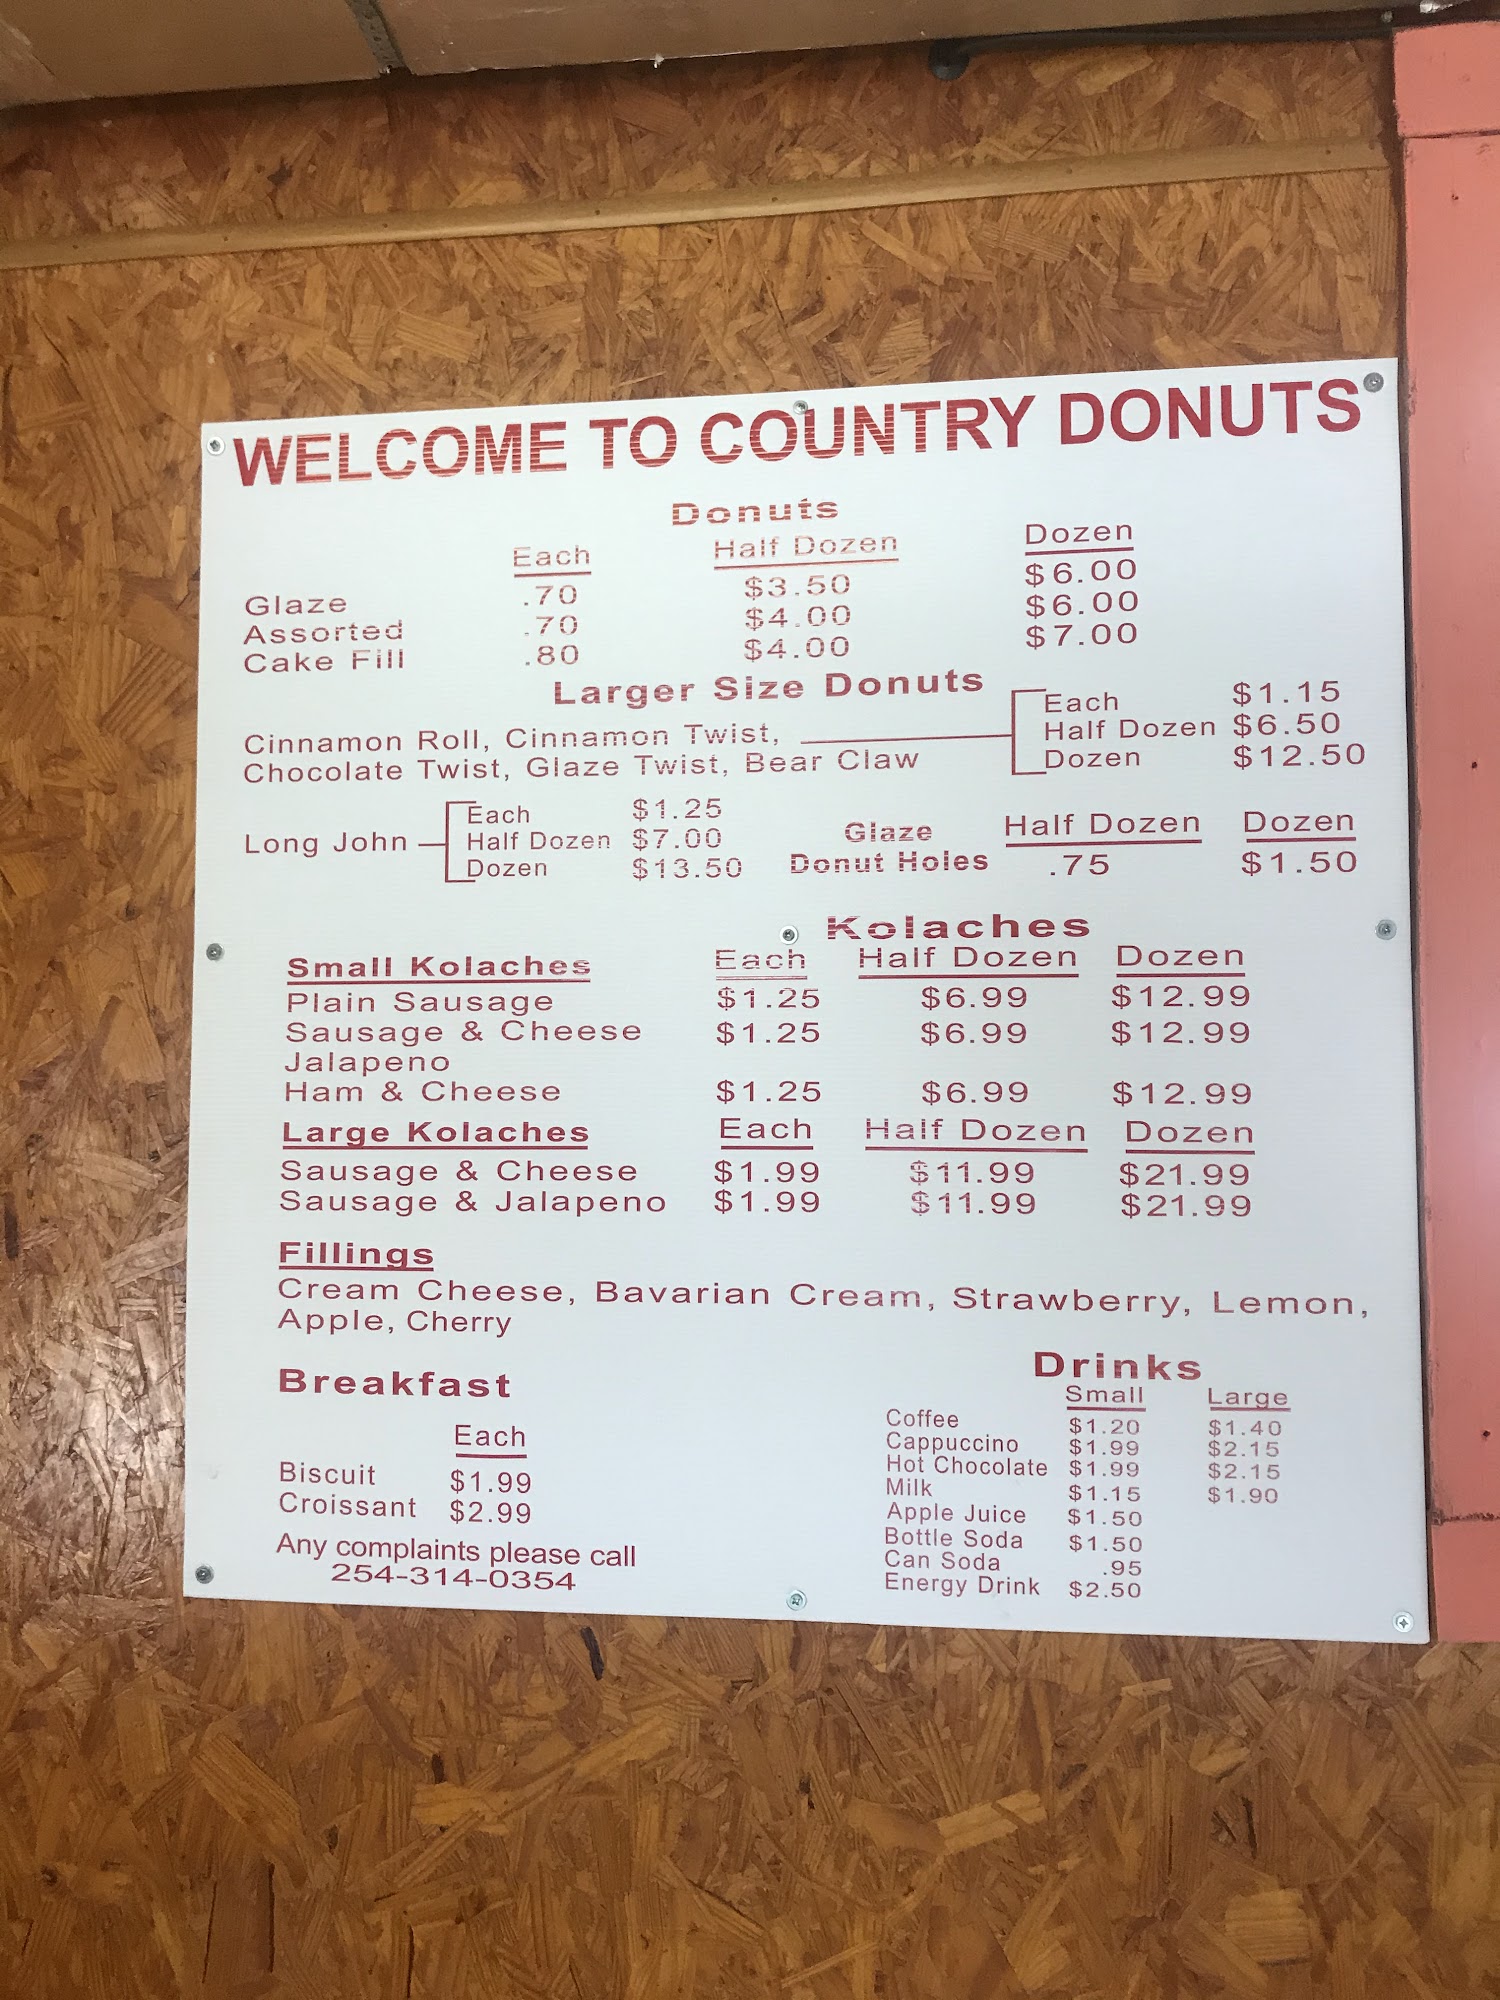 WELCOME TO COUNTRY DONUTS
Donuts
Each Half Dozen Dozen
Glaze .70 $3.50 $6.00
Assorted .70 $4.00 $6.00
Cake Fill .80 $4.00 $7.00
Larger Size Donuts
Cinnamon Roll, Cinnamon Twist,
Chocolate Twist, Glaze Twist, Bear Claw
Each $1.15
Half Dozen $6.50
Dozen $12.50
Long John
Each $1.25
Half Dozen $7.00
Dozen $13.50
Glaze Half Dozen Dozen
Donut Holes .75 $1.50
Kolaches
Small Kolaches Each Half Dozen Dozen
Plain Sausage $1.25 $6.99 $12.99
Sausage & Cheese $1.25 $6.99 $12.99
Jalapeno
Ham & Cheese $1.25 $6.99 $12.99
Large Kolaches Each Half Dozen Dozen
Sausage & Cheese $1.99 $11.99 $21.99
Sausage & Jalapeno $1.99 $11.99 $21.99
Fillings
Cream Cheese, Bavarian Cream, Strawberry, Lemon,
Apple, Cherry
Breakfast
Each
Biscuit $1.99
Croissant $2.99
Any complaints please call
254-314-0354
Drinks
Small Large
Coffee $1.20 $1.40
Cappuccino $1.99 $2.15
Hot Chocolate $1.99 $2.15
Milk $1.15 $1.90
Apple Juice $1.50
Bottle Soda $1.50
Can Soda .95
Energy Drink $2.50